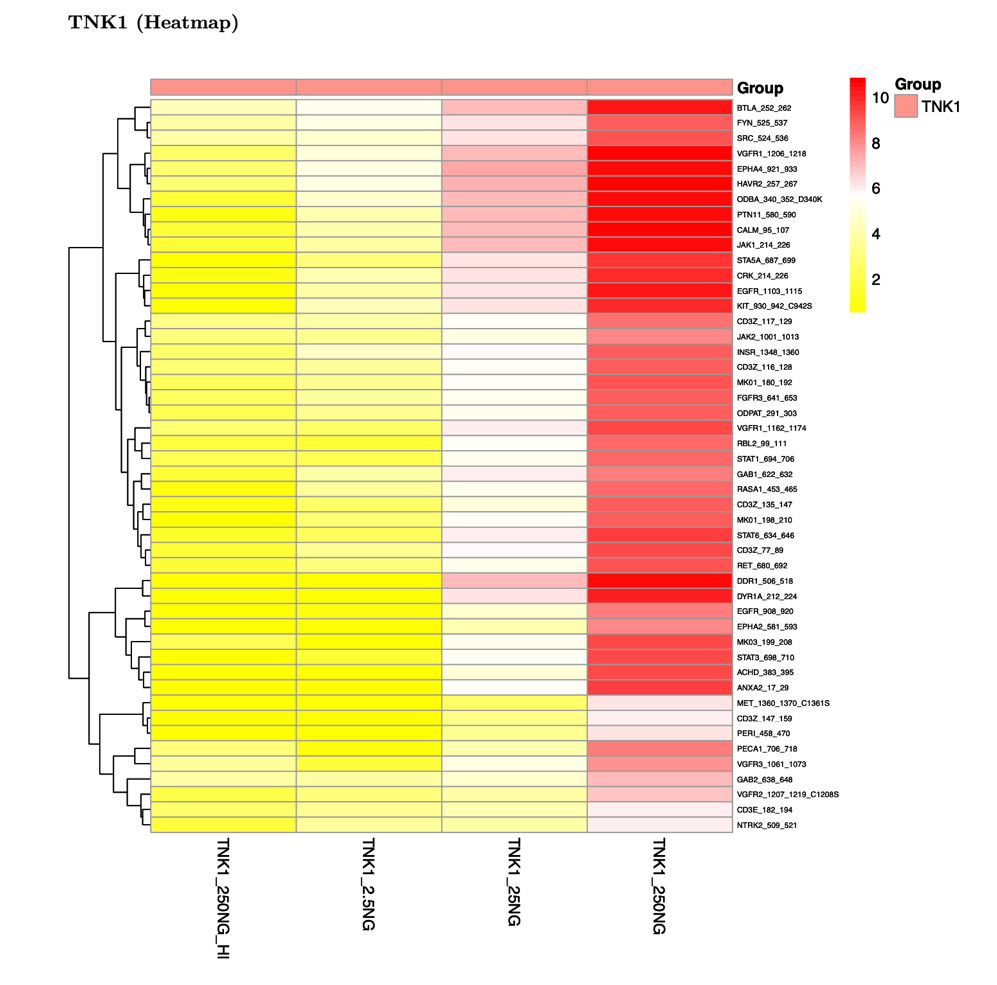 TNK1 (Heatmap)
Group
BTLA_252_262
FYN_525_537
SRC_524_536
VGFR1_1206_1218
EPHA4_921_933
HAVR2_257_267
ODBA_340_352_D340K
PTN11_580_590
CALM_95_107
JAK1_214_226
STA5A_687_699
CRK_214_226
EGFR_1103_1115
KIT_930_942_C942S
CD3Z_117_129
JAK2_1001_1013
INSR_1348_1360
CD3Z_116_128
MK01_180_192
FGFR3_641_653
ODPAT_291_303
VGFR1_1162_1174
RBL2_99_111
STAT1_694_706
GAB1_622_632
RASA1_453_465
CD3Z_135_147
MK01_198_210
STAT6_634_646
CD3Z_77_89
RET_680_692
DDR1_506_518
DYR1A_212_224
EGFR_908_920
EPHA2_581_593
MK03_199_208
STAT3_698_710
ACHD_383_395
ANXA2_17_29
MET_1360_1370_C1361S
CD3Z_147_159
PERI_458_470
PECA1_706_718
VGFR3_1061_1073
GAB2_638_648
VGFR2_1207_1219_C1208S
CD3E_182_194
NTRK2_509_521
TNK1_250NG_HI
TNK1_2.5NG
TNK1_25NG
TNK1_250NG
10
8
6
4
2
Group
TNK1